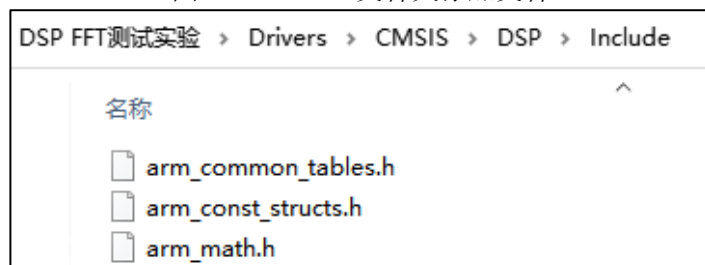 DSP FFT测试实验 > Drivers > CMSIS > DSP > Include
名称
arm_common_tables.h
arm_const_structs.h
arm_math.h